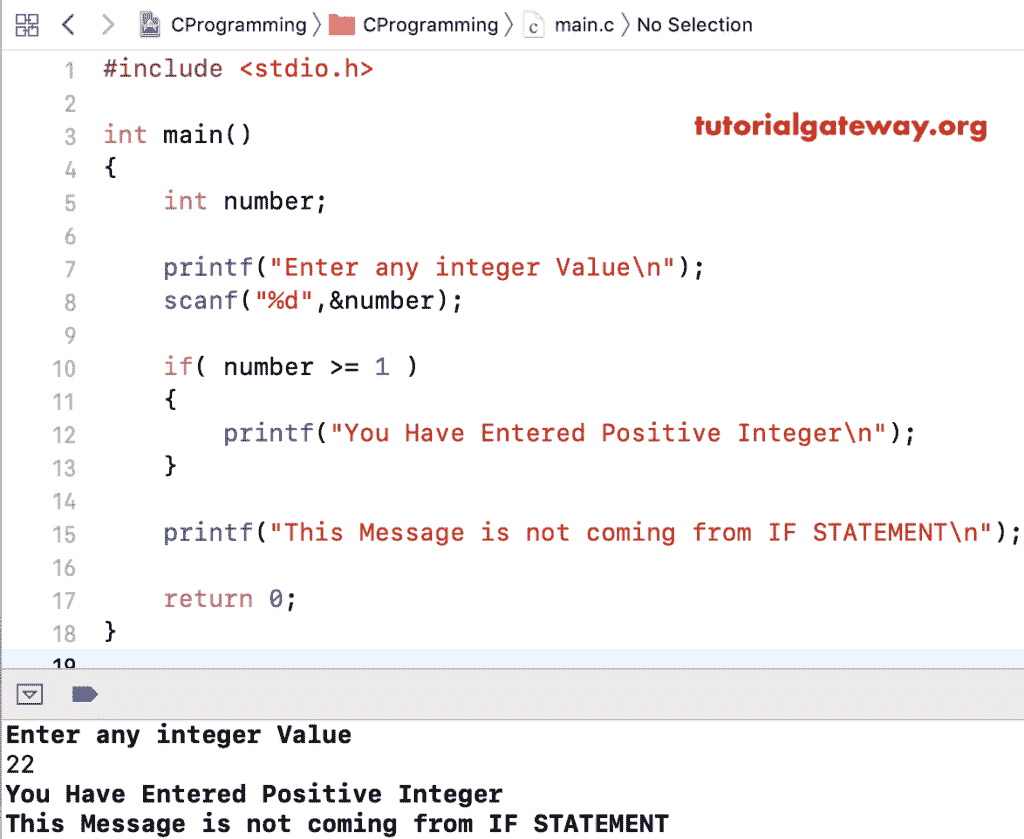 CProgramming CProgramming c main.c No Selection
1 #include <stdio.h>
2
tutorialgateway.org
3 int main()
4 {
5     int number;
6
7     printf("Enter any integer Value\n");
8     scanf("%d",&number);
9
10     if( number >= 1 )
11     {
12         printf("You Have Entered Positive Integer\n");
13     }
14
15     printf("This Message is not coming from IF STATEMENT\n");
16
17     return 0;
18 }
19
Enter any integer Value
22
You Have Entered Positive Integer
This Message is not coming from IF STATEMENT